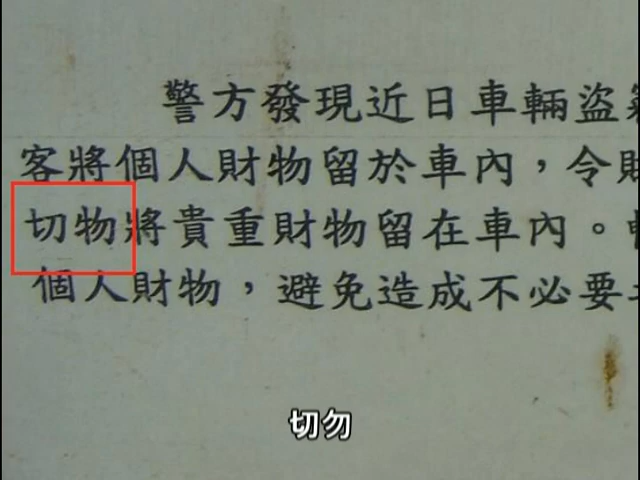 警方發現近日車輛盜
客將個人財物留於車內，令
切物將貴重財物留在車內。
個人財物，避免造成不必要
切勿